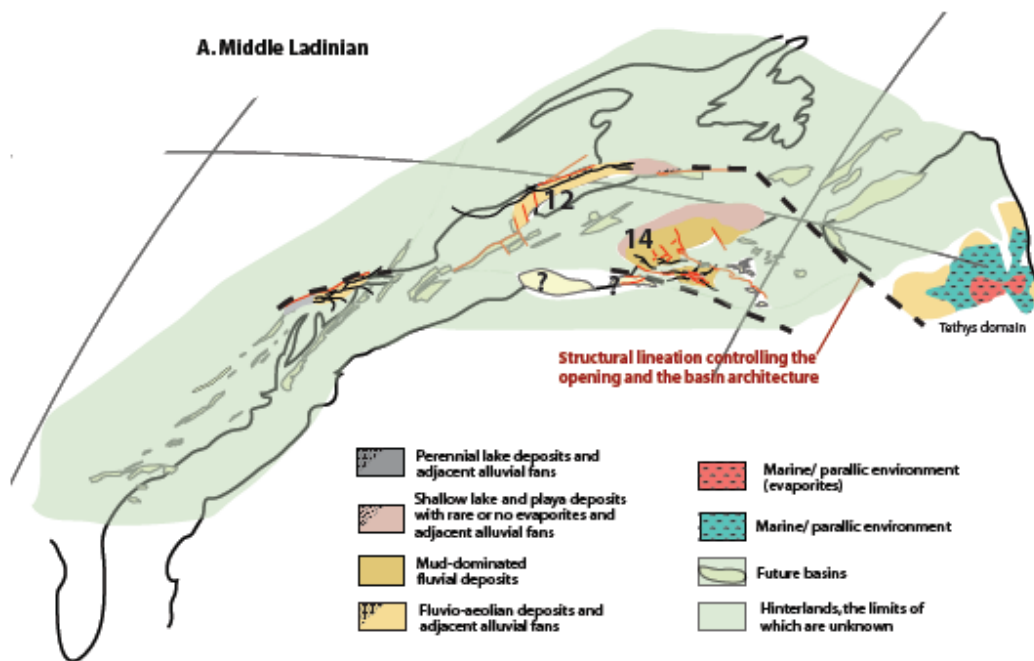 A. Middle Ladinian
12
14
?
?
Tethys domain
Structural lineation controlling the
opening and the basin architecture
Perennial lake deposits and
adjacent alluvial fans
Shallow lake and playa deposits
with rare or no evaporites and
adjacent alluvial fans
Mud-dominated
fluvial deposits
Fluvio-aeolian deposits and
adjacent alluvial fans
Marine/ parallic environment
(evaporites)
Marine/ parallic environment
Future basins
Hinterlands, the limits of
which are unknown